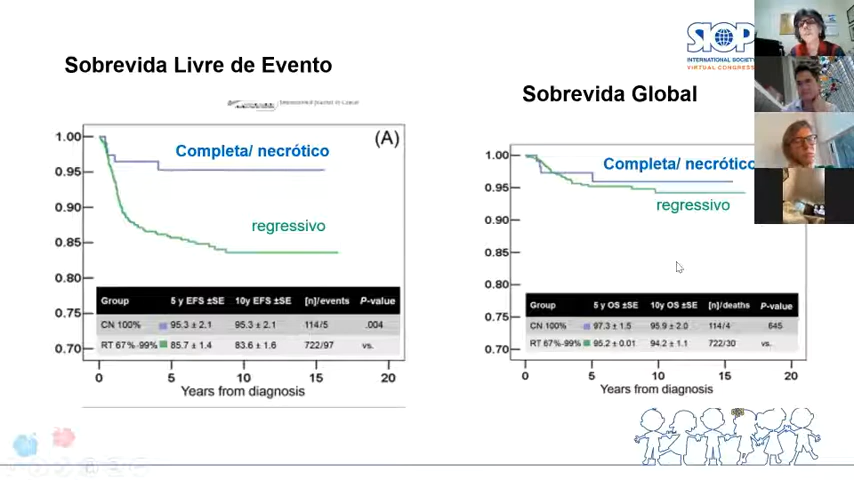 Sobrevida Livre de Evento
SIOP
INTERNATIONAL SOCIETY
VIRTUAL CONGRESS
Sobrevida Global
(A)
Completa/ necrótico
regressivo
1.00
0.95
0.90
0.85
0.80
0.75
0.70
Group 5 y EFS ±SE 10y EFS ±SE [n]/events P-value
CN 100% 95.3 ± 2.1 95.3 ± 2.1 114/5 .004
RT 67%-99% 85.7 ± 1.4 83.6 ± 1.6 722/97 vs.
0 5 10 15 20
Years from diagnosis
Completa/ necrótico
regressivo
1.00
0.95
0.90
0.85
0.80
0.75
0.70
Group 5 y OS ±SE 10y OS ±SE [n]/deaths P-value
CN 100% 97.3 ± 1.5 95.9 ± 2.0 114/4 645
RT 67%-99% 95.2 ± 0.01 94.2 ± 1.1 722/30 vs.
0 5 10 15 20
Years from diagnosis